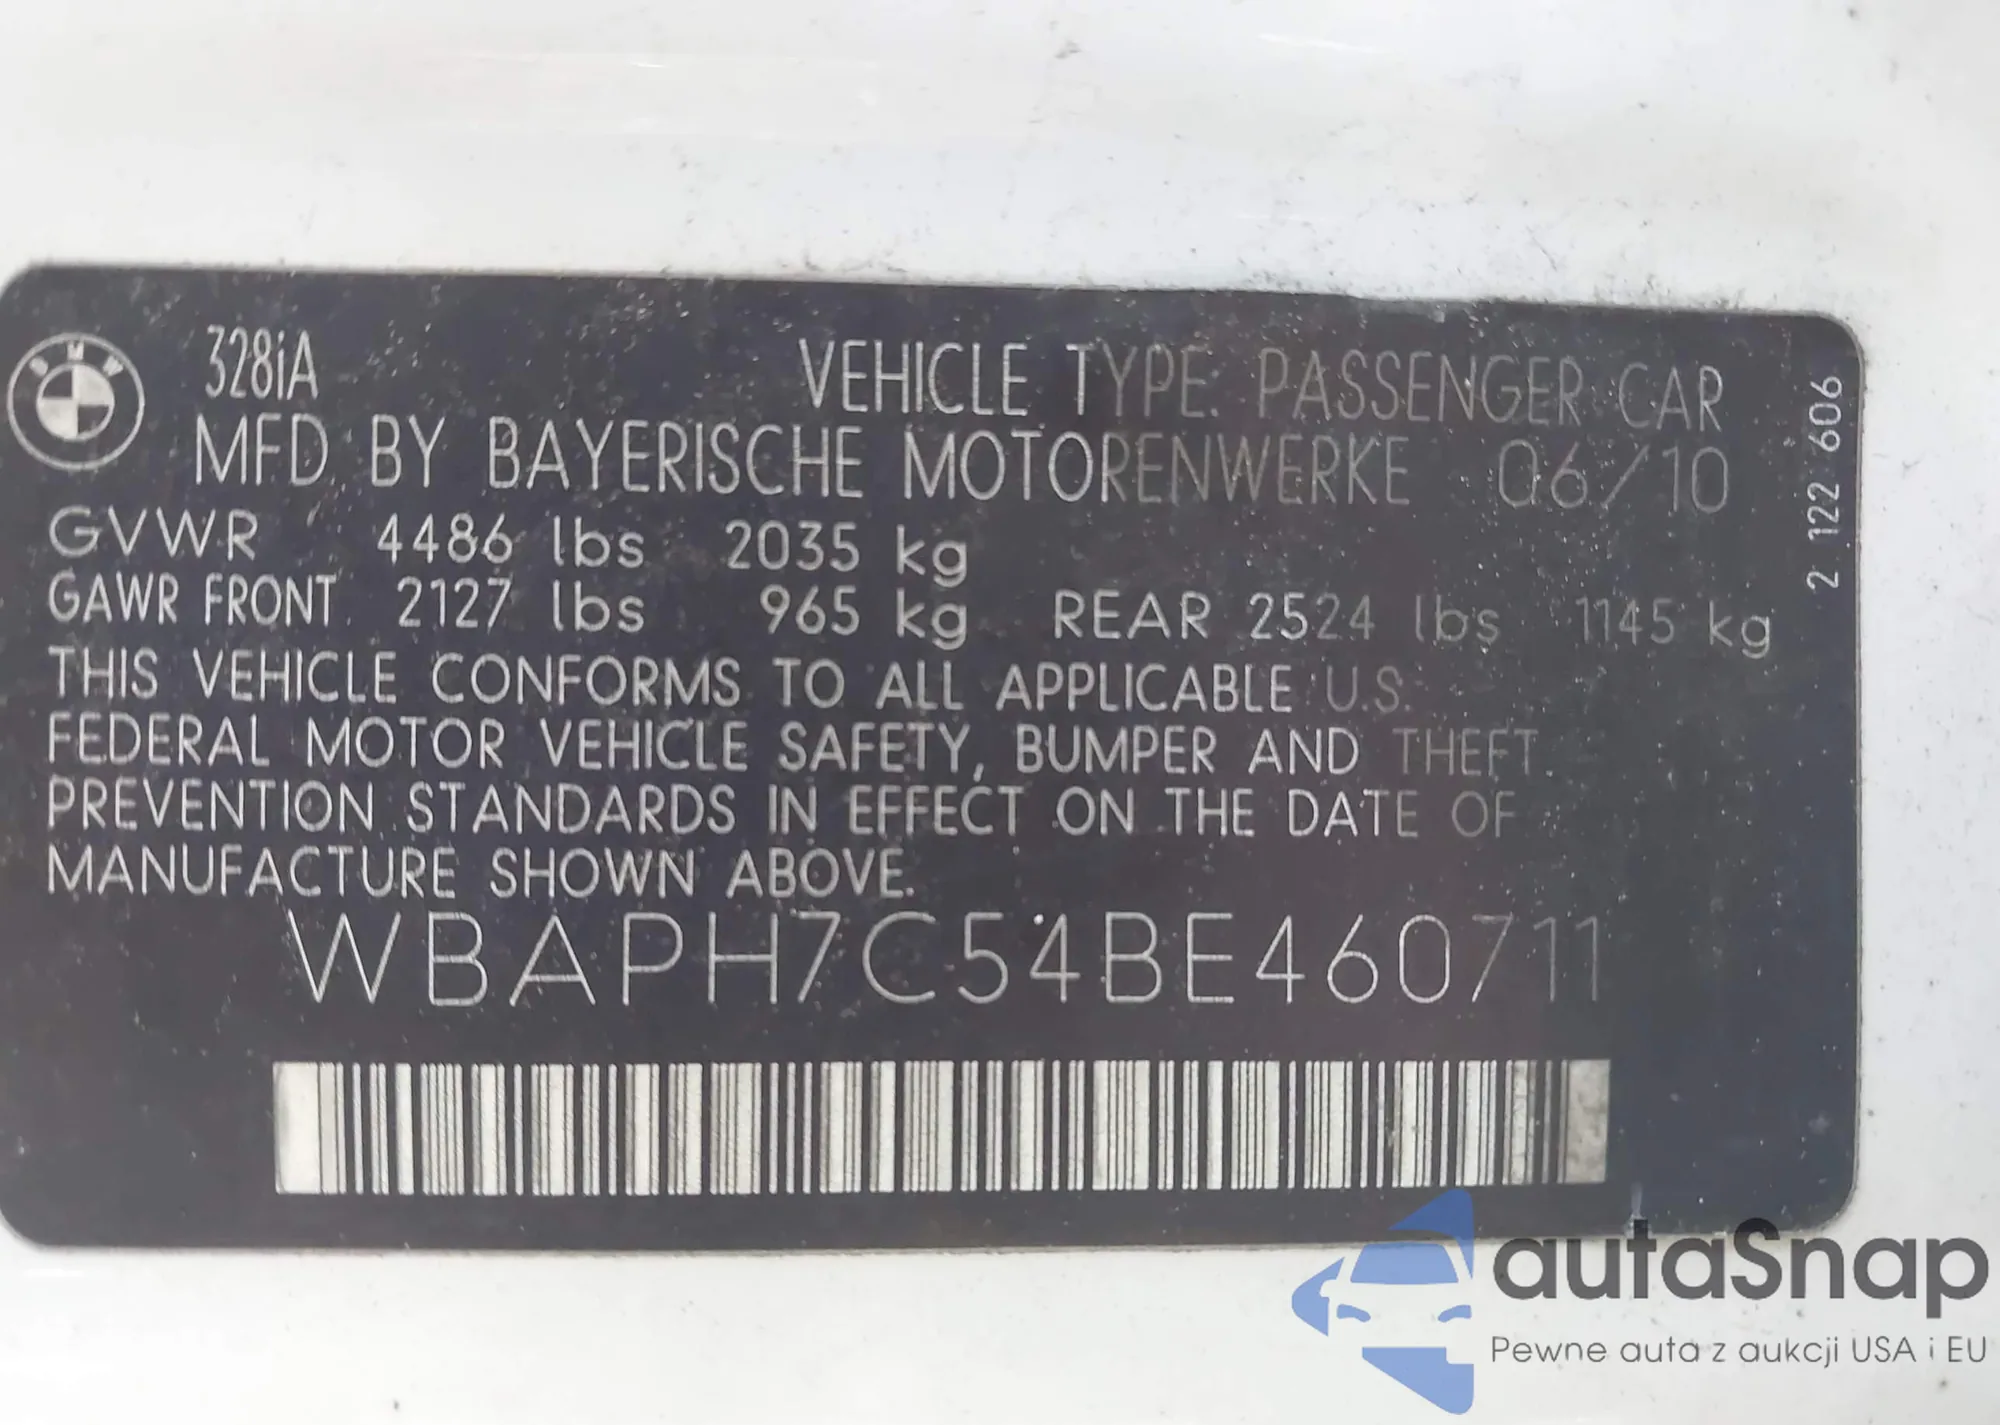 BMW
328iA VEHICLE TYPE: PASSENGER CAR
MFD. BY BAYERISCHE MOTORENWERKE 06/10
GVWR 4486 lbs 2035 kg
GAWR FRONT 2127 lbs 965 kg REAR 2524 lbs 1145 kg
THIS VEHICLE CONFORMS TO ALL APPLICABLE U.S.
FEDERAL MOTOR VEHICLE SAFETY, BUMPER AND THEFT
PREVENTION STANDARDS IN EFFECT ON THE DATE OF
MANUFACTURE SHOWN ABOVE.
WBAPH7C54BE460711
2 122 606
autaSnap
Pewne auta z aukcji USA i EU